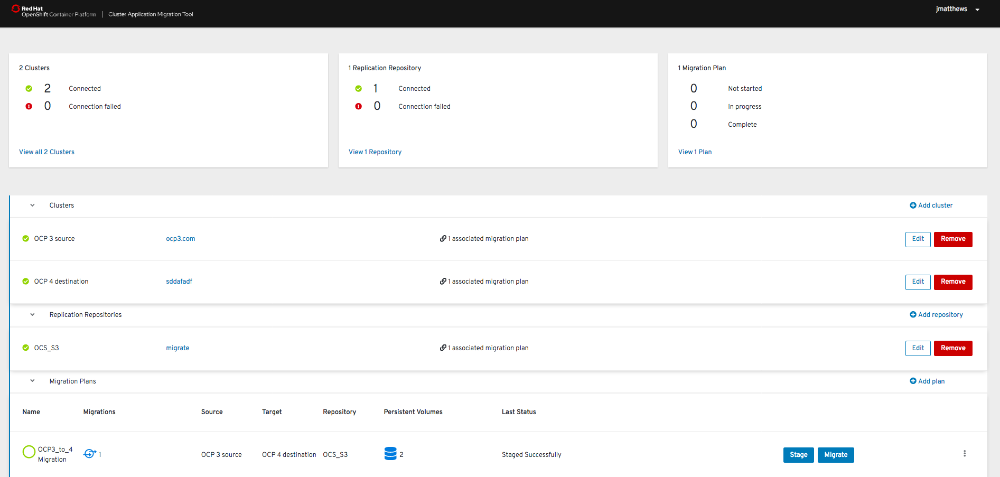 Red Hat
OpenShift Container Platform | Cluster Application Migration Tool
jmatthews
2 Clusters
2 Connected
0 Connection failed
View all 2 Clusters
1 Replication Repository
1 Connected
0 Connection failed
View 1 Repository
1 Migration Plan
0 Not started
0 In progress
0 Complete
View 1 Plan
Clusters Add cluster
OCP 3 source ocp3.com 1 associated migration plan Edit Remove
OCP 4 destination sddafadf 1 associated migration plan Edit Remove
Replication Repositories Add repository
OCS_S3 migrate 1 associated migration plan Edit Remove
Migration Plans Add plan
Name Migrations Source Target Repository Persistent Volumes Last Status
OCP3_to_4
Migration 1 OCP 3 source OCP 4 destination OCS_S3 2 Staged Successfully Stage Migrate